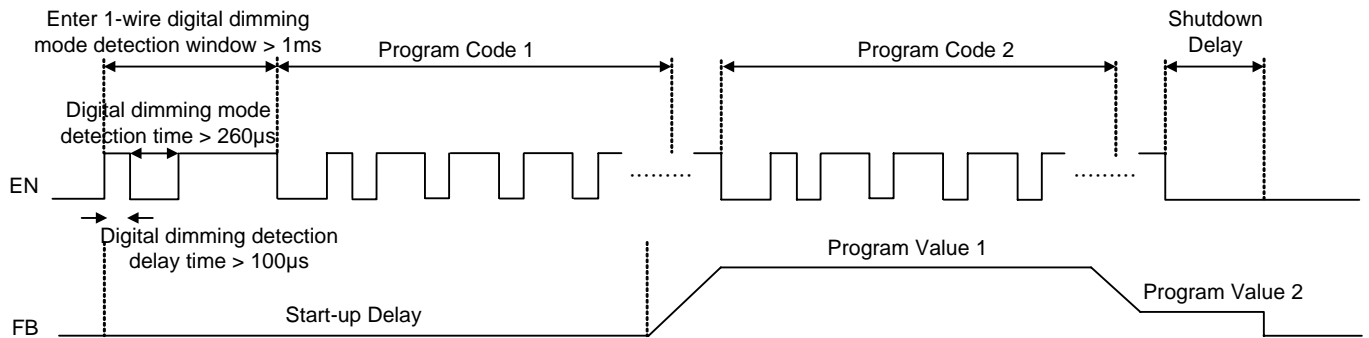 Enter 1-wire digital dimming
mode detection window > 1ms
Program Code 1
Program Code 2
Shutdown
Delay
Digital dimming mode
detection time > 260µs
EN
.........
.........
Digital dimming detection
delay time > 100µs
Program Value 1
Program Value 2
Start-up Delay
FB